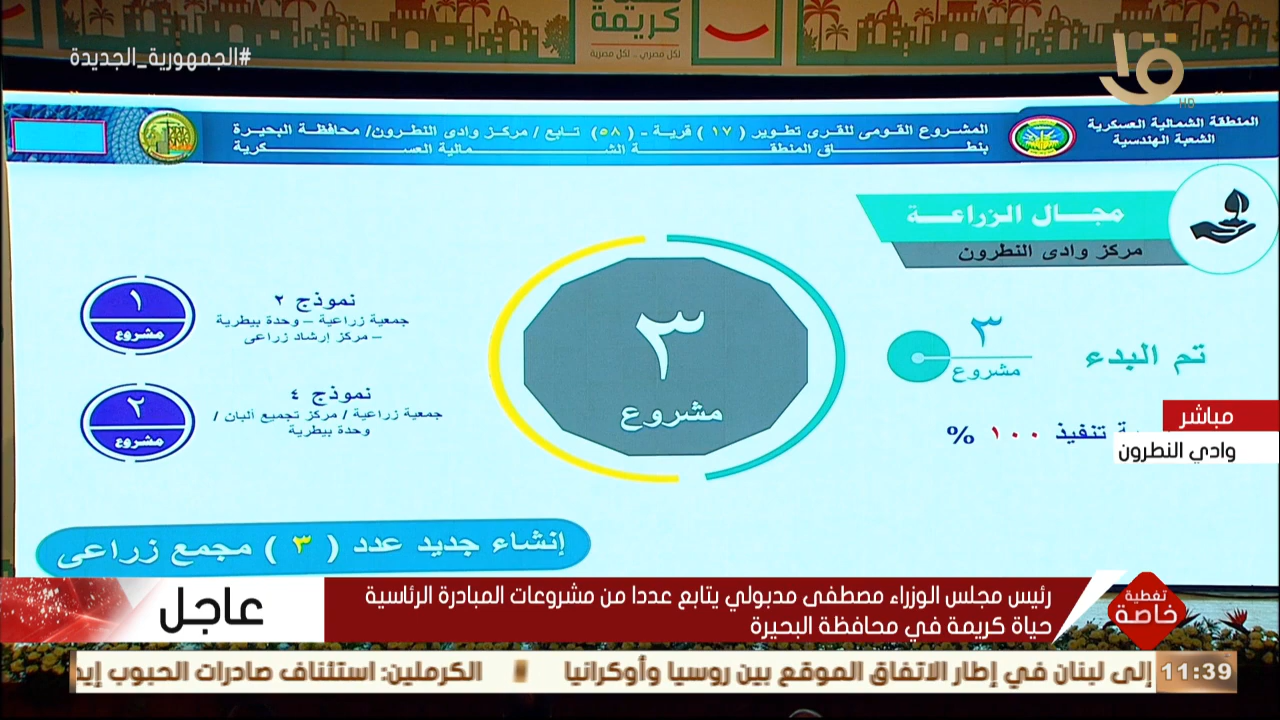 كريمة
لكل مصري .. لكل مصرية
#الجمهورية_الجديدة
HD
المنطقة الشمالية العسكرية
الشعبة الهندسية
المشروع القومى للقرى تطوير ( ١٧ ) قرية - ( ٥٨ ) تابع / مركز وادى النطرون/ محافظة البحيرة
بنطاق المنطقة الشمالية العسكرية
مجال الزراعة
مركز وادى النطرون
٣
مشروع
تم البدء
تنفيذ ١٠٠ %
٣
مشروع
نموذج ٢
جمعية زراعية – وحدة بيطرية
– مركز إرشاد زراعى
١
مشروع
نموذج ٤
جمعية زراعية / مركز تجميع ألبان /
وحدة بيطرية
٢
مشروع
إنشاء جديد عدد ( ٣ ) مجمع زراعى
مباشر
وادي النطرون
تغطية
خاصة
رئيس مجلس الوزراء مصطفى مدبولي يتابع عددا من مشروعات المبادرة الرئاسية
حياة كريمة في محافظة البحيرة
عاجل
11:39
إلى لبنان في إطار الاتفاق الموقع بين روسيا وأوكرانيا
الكرملين: استئناف صادرات الحبوب